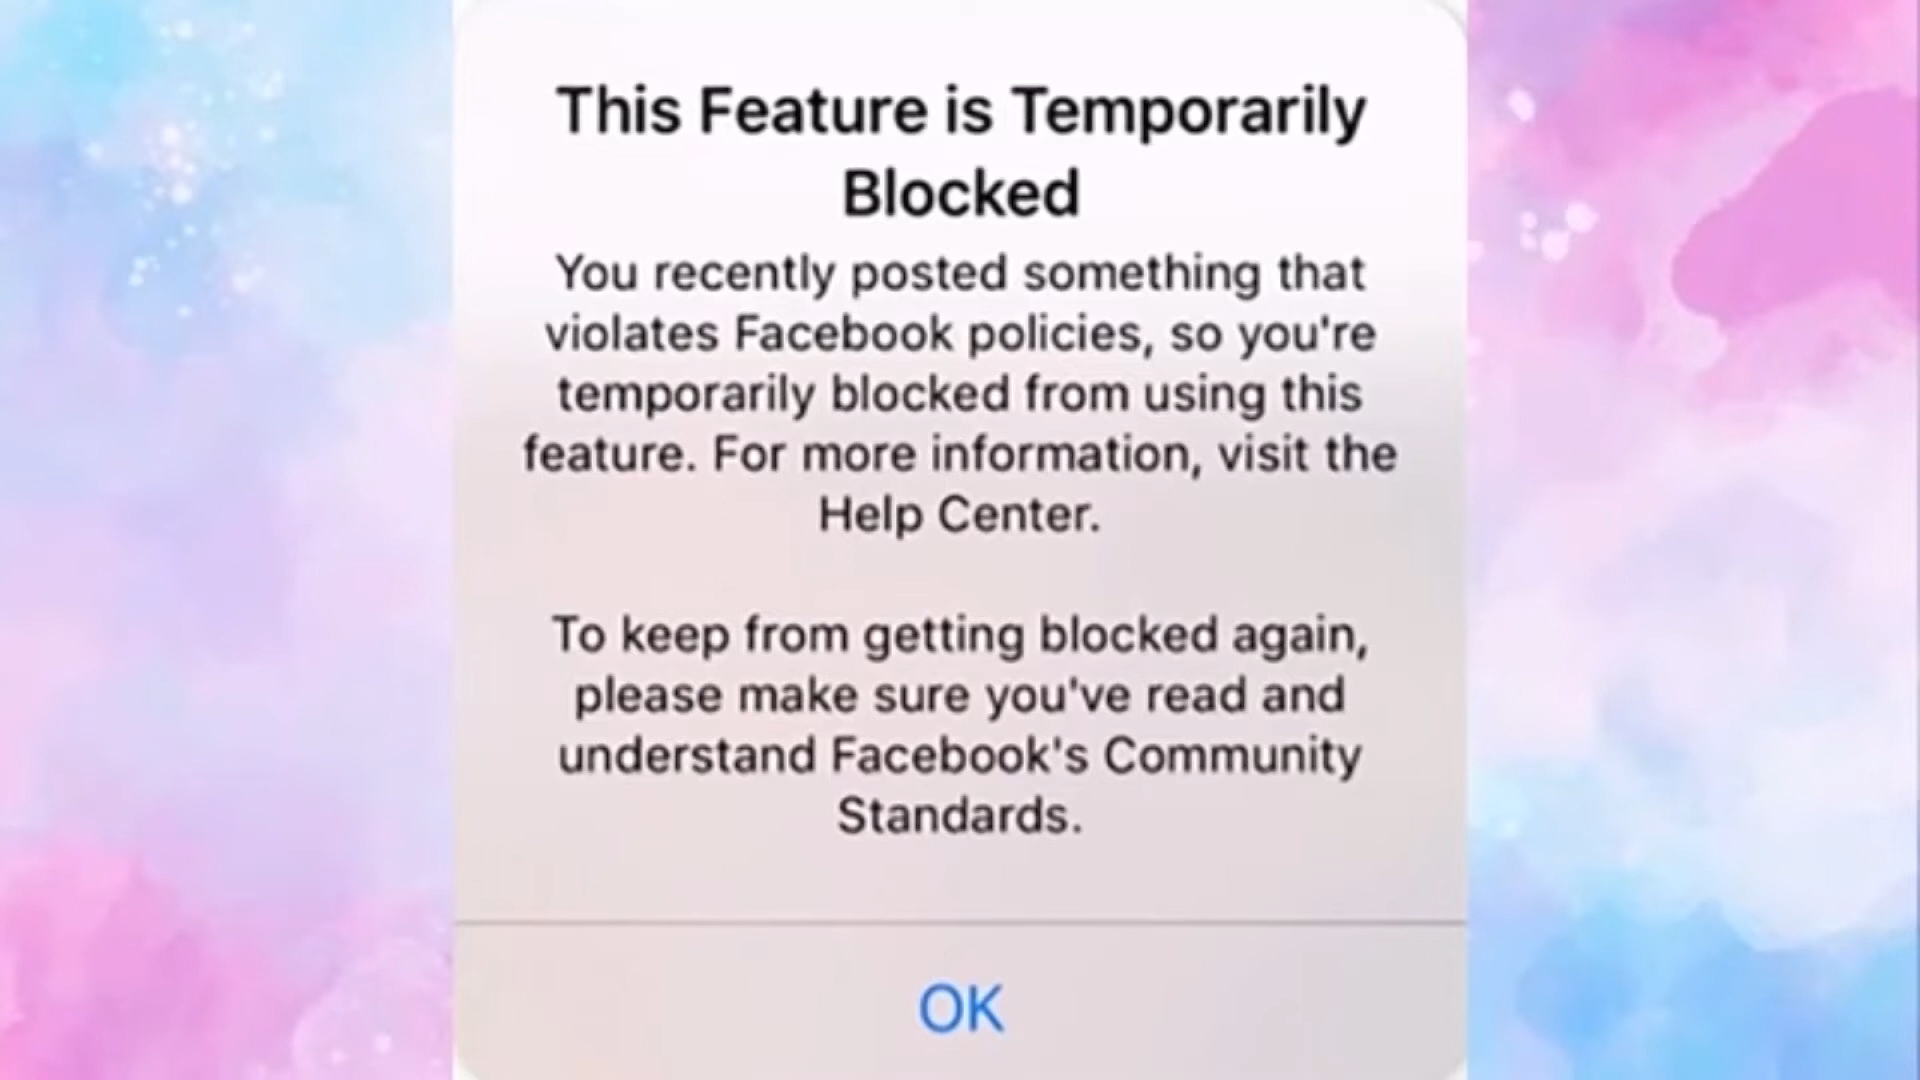 This Feature is Temporarily
Blocked
You recently posted something that
violates Facebook policies, so you're
temporarily blocked from using this
feature. For more information, visit the
Help Center.
To keep from getting blocked again,
please make sure you've read and
understand Facebook's Community
Standards.
OK